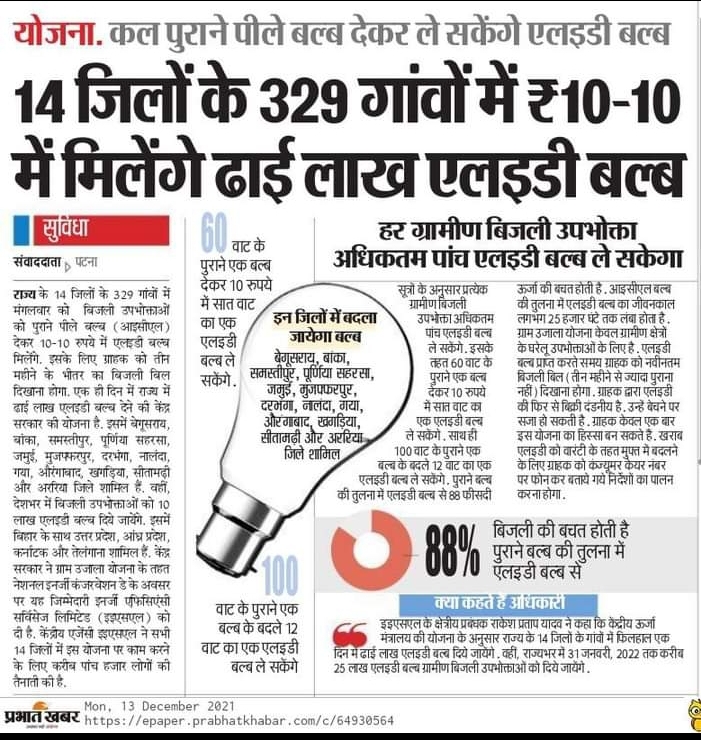 योजना. कल पुराने पीले बल्ब देकर ले सकेंगे एलइडी बल्ब
14 जिलों के 329 गांवों में ₹10-10
में मिलेंगे ढाई लाख एलइडी बल्ब
सुविधा
संवाददाता पटना
राज्य के 14 जिलों के 329 गांवों में
मंगलवार को बिजली उपभोक्ताओं
को पुराने पीले बल्ब (आइसीएल)
देकर 10-10 रुपये में एलइडी बल्ब
मिलेंगे. इसके लिए ग्राहक को तीन
महीने के भीतर का बिजली बिल
दिखाना होगा. एक ही दिन में राज्य में
ढाई लाख एलइडी बल्ब देने की केंद्र
सरकार की योजना है. इसमें बेगूसराय,
बांका, समस्तीपुर, पूर्णिया सहरसा,
जमुई, मुजफ्फरपुर, दरभंगा, नालंदा,
गया, औरंगाबाद, खगड़िया, सीतामढ़ी
और अररिया जिले शामिल हैं. वहीं,
देशभर में बिजली उपभोक्ताओं को 10
लाख एलइडी बल्ब दिये जायेंगे. इसमें
बिहार के साथ उत्तर प्रदेश, आंध्र प्रदेश,
कर्नाटक और तेलंगाना शामिल हैं. केंद्र
सरकार ने ग्राम उजाला योजना के तहत
नेशनल इनर्जी कंजरवेशन डे के अवसर
पर यह जिम्मेदारी इनर्जी एफिसिएंसी
सर्विसेज लिमिटेड (इइएसएल) को
दी है. केंद्रीय एजेंसी इइएसएल ने सभी
14 जिलों में इस योजना पर काम करने
के लिए करीब पांच हजार लोगों की
तैनाती की है.
60 वाट के
पुराने एक बल्ब
देकर 10 रुपये
में सात वाट
का एक
एलइडी
बल्ब ले
सकेंगे.
इन जिलों में बदला
जायेगा बल्ब
बेगूसराय, बांका,
समस्तीपुर, पूर्णिया सहरसा,
जमुई, मुजफ्फरपुर,
दरभंगा, नालंदा, गया,
औरंगाबाद, खगड़िया,
सीतामढ़ी और अररिया
जिले शामिल
100
वाट के पुराने एक
बल्ब के बदले 12
वाट का एक एलइडी
बल्ब ले सकेंगे
हर ग्रामीण बिजली उपभोक्ता
अधिकतम पांच एलइडी बल्ब ले सकेगा
सूत्रों के अनुसार प्रत्येक
ग्रामीण बिजली
उपभोक्ता अधिकतम
पांच एलइडी बल्ब
ले सकेंगे. इसके
तहत 60 वाट के
पुराने एक बल्ब
देकर 10 रुपये
में सात वाट का
एक एलइडी बल्ब
ले सकेंगे. साथ ही
100 वाट के पुराने एक
बल्ब के बदले 12 वाट का एक
एलइडी बल्ब ले सकेंगे. पुराने बल्ब
की तुलना में एलइडी बल्ब से 88 फीसदी
ऊर्जा की बचत होती है. आइसीएल बल्ब
की तुलना में एलइडी बल्ब का जीवनकाल
लगभग 25 हजार घंटे तक लंबा होता है.
ग्राम उजाला योजना केवल ग्रामीण क्षेत्रों
के घरेलू उपभोक्ताओं के लिए है. एलइडी
बल्ब प्राप्त करते समय ग्राहक को नवीनतम
बिजली बिल (तीन महीने से ज्यादा पुराना
नहीं) दिखाना होगा. ग्राहक द्वारा एलइडी
की फिर से बिक्री दंडनीय है. उन्हें बेचने पर
सजा हो सकती है. ग्राहक केवल एक बार
इस योजना का हिस्सा बन सकते हैं. खराब
एलइडी को वारंटी के तहत मुफ्त में बदलने
के लिए ग्राहक को कंज्यूमर केयर नंबर
पर फोन कर बताये गये निर्देशों का पालन
करना होगा.
88% बिजली की बचत होती है
पुराने बल्ब की तुलना में
एलइडी बल्ब से
क्या कहते हैं अधिकारी
इइएसएल के क्षेत्रीय प्रबंधक राकेश प्रताप यादव ने कहा कि केंद्रीय ऊर्जा
मंत्रालय की योजना के अनुसार राज्य के 14 जिलों के गांवों में फिलहाल एक
दिन में ढाई लाख एलइडी बल्ब दिये जायेंगे. वहीं, राज्यभर में 31 जनवरी, 2022 तक करीब
25 लाख एलइडी बल्ब ग्रामीण बिजली उपभोक्ताओं को दिये जायेंगे.
प्रभात खबर
Mon, 13 December 2021
https://epaper.prabhatkhabar.com/c/64930564